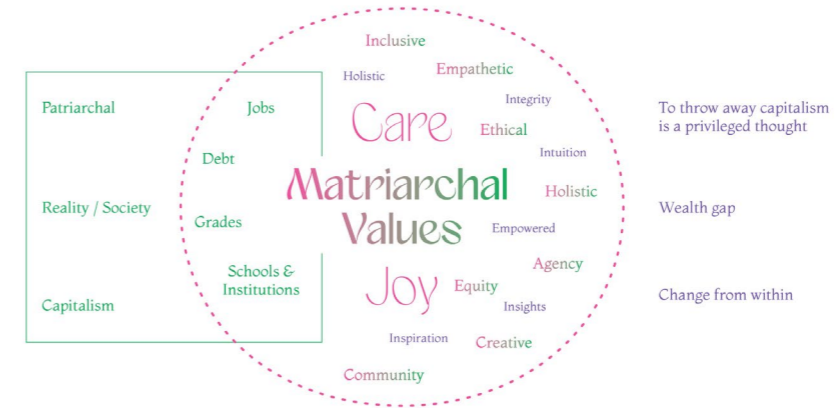 Patriarchal
Reality / Society
Capitalism
Jobs
Debt
Grades
Schools &
Institutions
Inclusive
Holistic
Empathetic
Integrity
Care
Ethical
Intuition
Matriarchal
Values
Holistic
Empowered
Agency
Joy
Equity
Insights
Inspiration
Creative
Community
To throw away capitalism
is a privileged thought
Wealth gap
Change from within